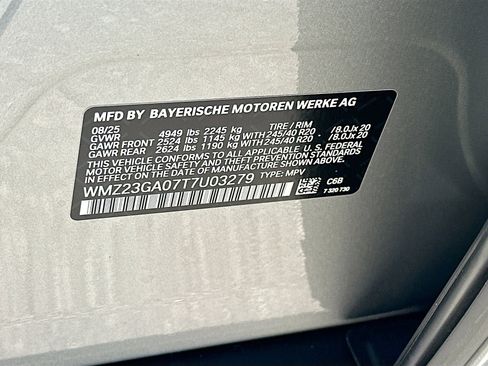 MFD BY BAYERISCHE MOTOREN WERKE AG
08/25 4949 lbs 2245 kg TIRE / RIM
GVWR
GAWR FRONT 2524 lbs 1145 kg WITH 245/40 R20 /8.0Jx 20
GAWR REAR 2624 lbs 1190 kg WITH 245/40 R20 /8.0Jx 20
THIS VEHICLE CONFORMS TO ALL APPLICABLE FEDERAL
MOTOR VEHICLE SAFETY AND THEFT PREVENTION
STANDARDS IN EFFECT ON THE DATE OF
MANUFACTURE SHOWN ABOVE.
WMZ23GA07T7U03279 TYPE: MPV
C6B
7 320 730